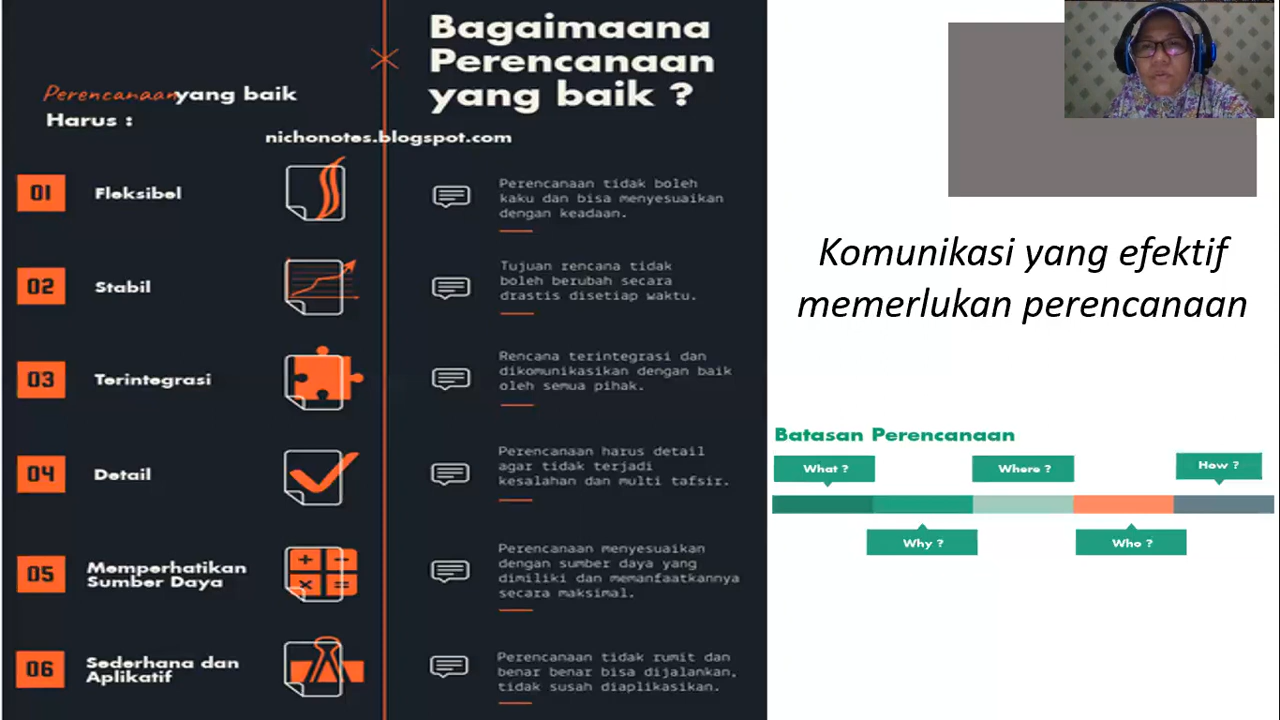 Bagaimaana
Perencanaan
yang baik ?
Perencanaan yang baik
Harus :
nichonotes.blogspot.com
01
Fleksibel
Perencanaan tidak boleh
kaku dan bisa menyesuaikan
dengan keadaan.
02
Stabil
Tujuan rencana tidak
boleh berubah secara
drastis disetiap waktu.
03
Terintegrasi
Rencana terintegrasi dan
dikomunikasikan dengan baik
oleh semua pihak.
04
Detail
Perencanaan harus detail
agar tidak terjadi
kesalahan dan multi tafsir.
05
Memperhatikan
Sumber Daya
Perencanaan menyesuaikan
dengan sumber daya yang
dimiliki dan memanfaatkannya
secara maksimal.
06
Sederhana dan
Aplikatif
Perencanaan tidak rumit dan
benar benar bisa dijalankan,
tidak susah diaplikasikan.
Komunikasi yang efektif
memerlukan perencanaan
Batasan Perencanaan
What ?
Where ?
How ?
Why ?
Who ?